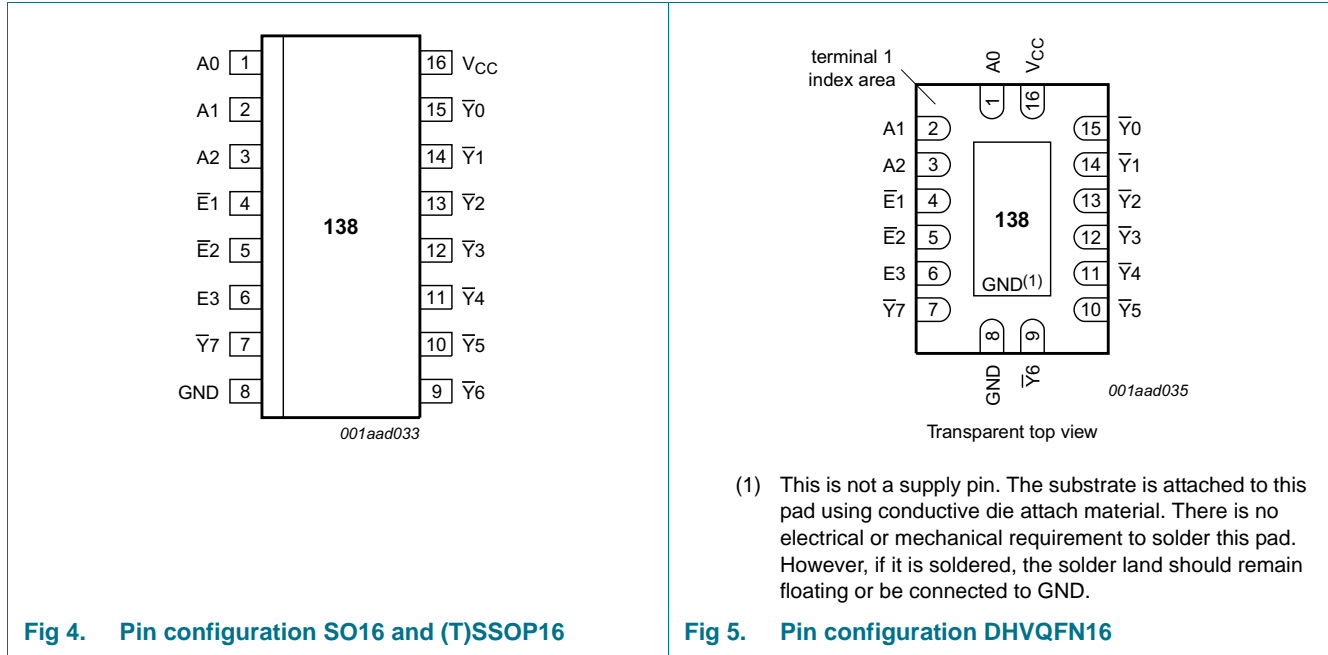 A0 1 16 VCC
A1 2 15 Y̅0
A2 3 14 Y̅1
E̅1 4 13 Y̅2
138
E̅2 5 12 Y̅3
E3 6 11 Y̅4
Y̅7 7 10 Y̅5
GND 8 9 Y̅6
001aad033
Fig 4. Pin configuration SO16 and (T)SSOP16
terminal 1
index area
A0 VCC
1 16
A1 2 15 Y̅0
A2 3 14 Y̅1
E̅1 4 13 Y̅2
138
E̅2 5 12 Y̅3
E3 6 11 Y̅4
GND(1)
Y̅7 7 10 Y̅5
8 9
GND Y̅6
001aad035
Transparent top view
(1) This is not a supply pin. The substrate is attached to this
pad using conductive die attach material. There is no
electrical or mechanical requirement to solder this pad.
However, if it is soldered, the solder land should remain
floating or be connected to GND.
Fig 5. Pin configuration DHVQFN16